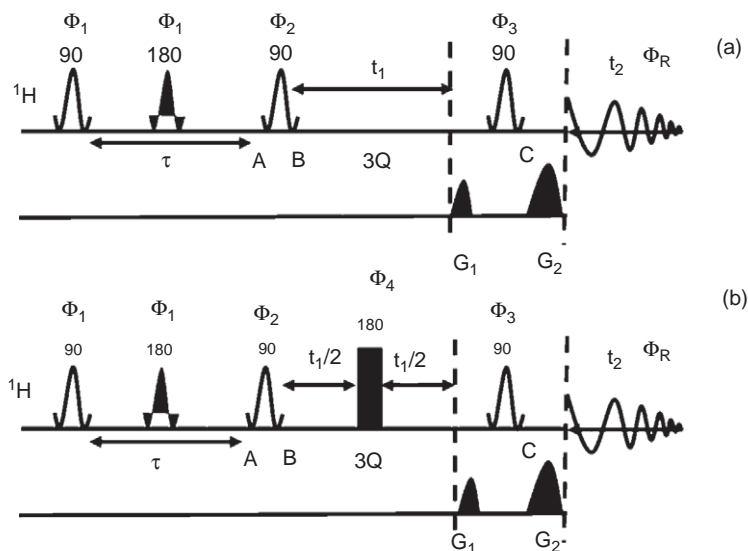 Φ1 Φ1 Φ2 Φ3 (a)
90 180 90 t1 90 t2 ΦR
1H
τ A B 3Q C
G1 G2
Φ4 (b)
Φ1 Φ1 Φ2 Φ3
90 180 90 t1/2 180 t1/2 90 t2 ΦR
1H
τ A B 3Q C
G1 G2